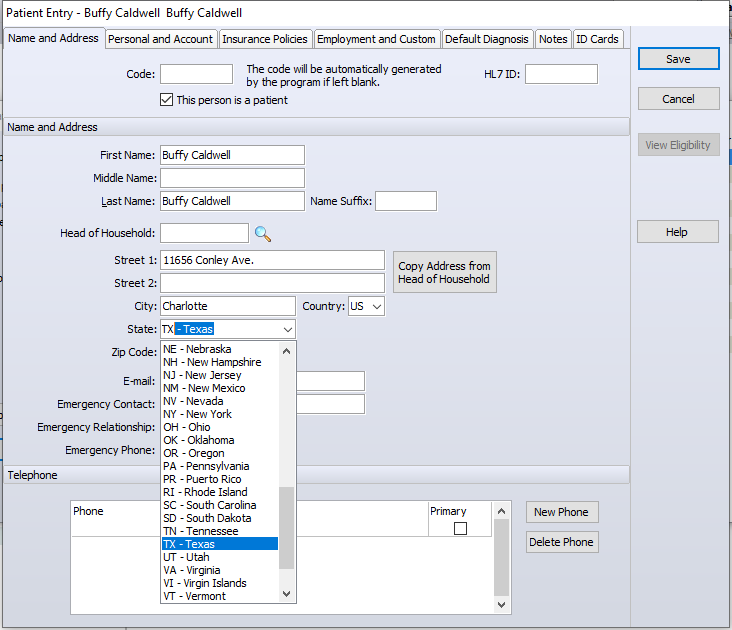 Patient Entry - Buffy Caldwell  Buffy Caldwell
Name and Address
Personal and Account
Insurance Policies
Employment and Custom
Default Diagnosis
Notes
ID Cards
Code:
The code will be automatically generated
by the program if left blank.
HL7 ID:
This person is a patient
Save
Cancel
View Eligibility
Help
Name and Address
First Name: Buffy Caldwell
Middle Name:
Last Name: Buffy Caldwell
Name Suffix:
Head of Household:
Street 1: 11656 Conley Ave.
Street 2:
Copy Address from
Head of Household
City: Charlotte
Country: US
State: TX - Texas
Zip Code:
E-mail:
Emergency Contact:
Emergency Relationship:
Emergency Phone:
NE - Nebraska
NH - New Hampshire
NJ - New Jersey
NM - New Mexico
NV - Nevada
NY - New York
OH - Ohio
OK - Oklahoma
OR - Oregon
PA - Pennsylvania
PR - Puerto Rico
RI - Rhode Island
SC - South Carolina
SD - South Dakota
TN - Tennessee
TX - Texas
UT - Utah
VA - Virginia
VI - Virgin Islands
VT - Vermont
Telephone
Phone
Primary
New Phone
Delete Phone